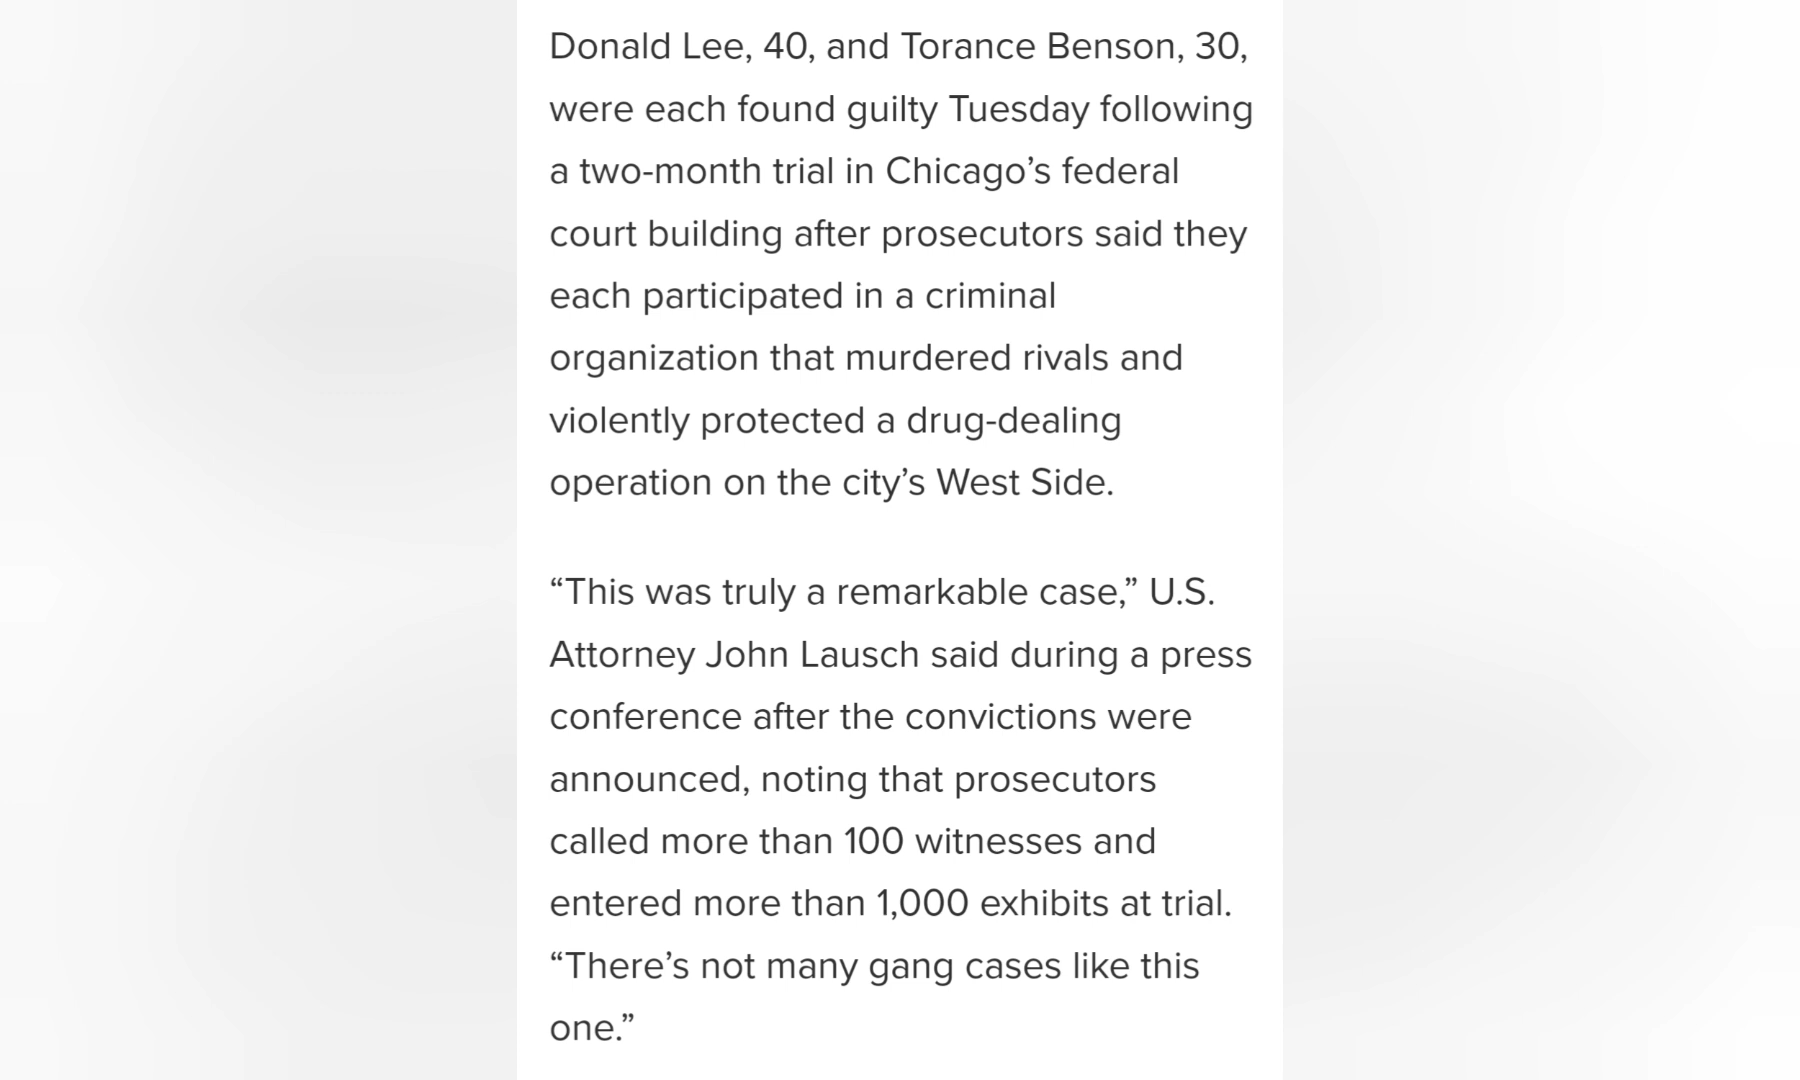 Donald Lee, 40, and Torance Benson, 30,
were each found guilty Tuesday following
a two-month trial in Chicago’s federal
court building after prosecutors said they
each participated in a criminal
organization that murdered rivals and
violently protected a drug-dealing
operation on the city’s West Side.
“This was truly a remarkable case,” U.S.
Attorney John Lausch said during a press
conference after the convictions were
announced, noting that prosecutors
called more than 100 witnesses and
entered more than 1,000 exhibits at trial.
“There’s not many gang cases like this
one.”